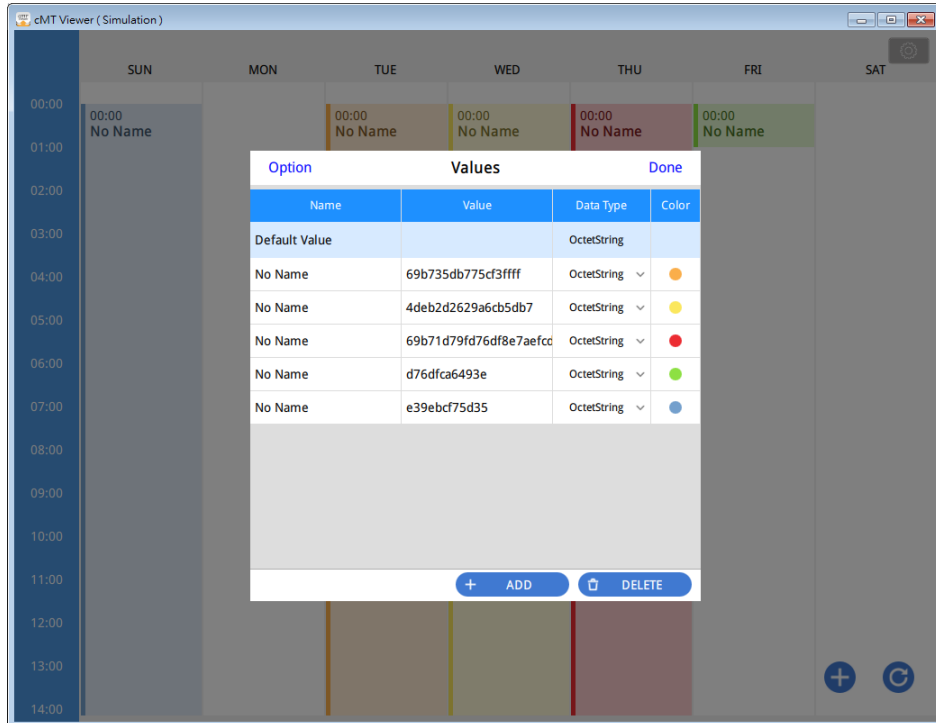 cMT Viewer ( Simulation )
SUN MON TUE WED THU FRI SAT
00:00
00:00 00:00 00:00 00:00 00:00
No Name No Name No Name No Name No Name
01:00
Option Values Done
02:00
Name Value Data Type Color
03:00
Default Value OctetString
04:00
No Name 69b735db775cf3ffff OctetString
No Name 4deb2d2629a6cb5db7 OctetString
05:00
No Name 69b71d79fd76df8e7aefcd OctetString
06:00
No Name d76dfca6493e OctetString
07:00
No Name e39ebcf75d35 OctetString
08:00
09:00
10:00
11:00
+ ADD DELETE
12:00
13:00
14:00